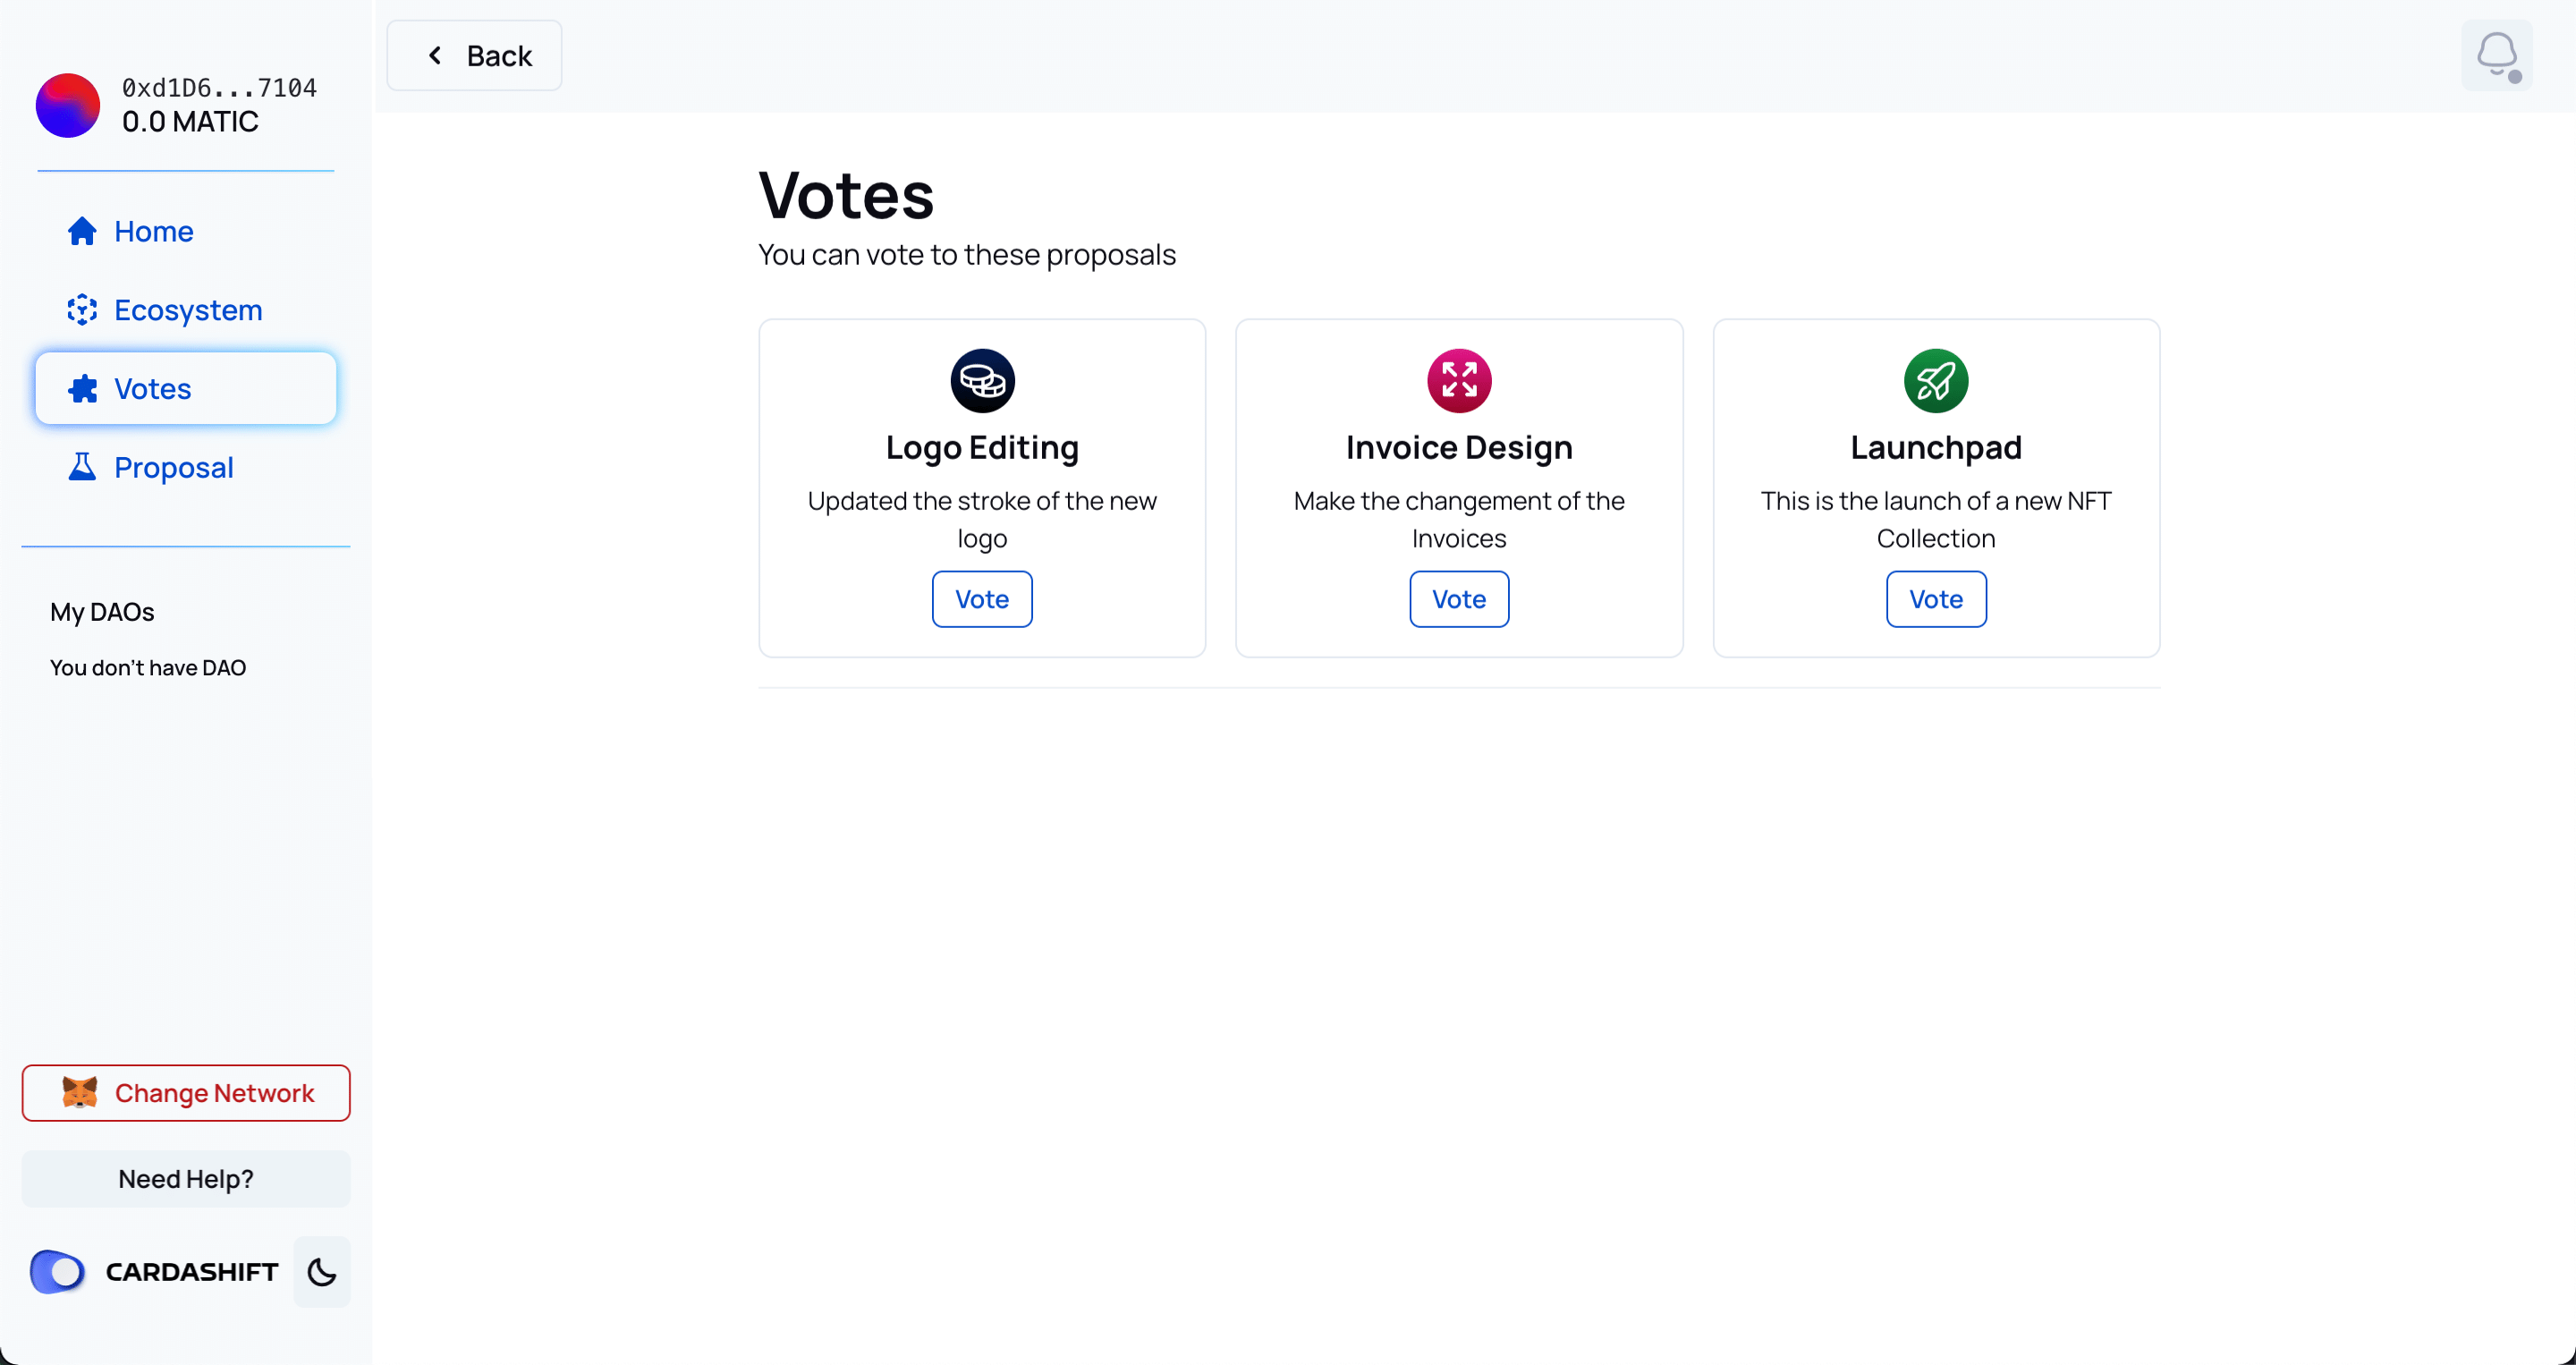 0xd1D6...7104
0.0 MATIC
Home
Ecosystem
Votes
Proposal
My DAOs
You don't have DAO
Change Network
Need Help?
CARDASHIFT
Back
Votes
You can vote to these proposals
Logo Editing
Updated the stroke of the new
logo
Vote
Invoice Design
Make the changement of the
Invoices
Vote
Launchpad
This is the launch of a new NFT
Collection
Vote